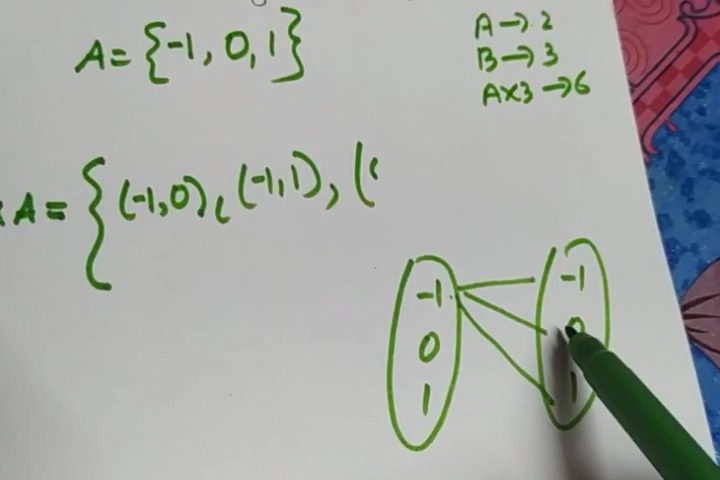 A = {-1, 0, 1}
A → 2
B → 3
A×3 → 6
A = { (-1,0), (-1,1), (
-1
0
1
-1
0
1